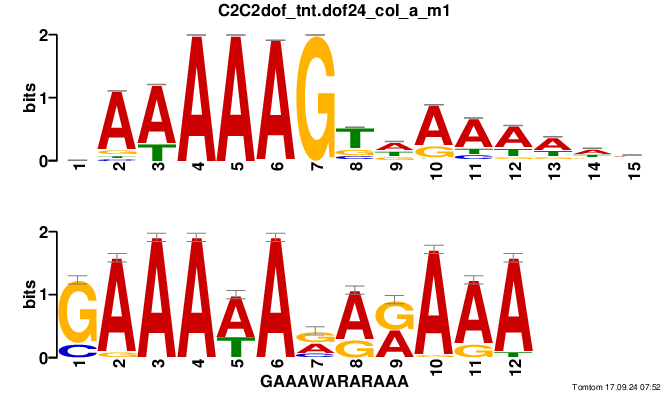 C2C2dof_tnt.dof24_col_a_m1
2
bits
1
0
1 2 3 4 5 6 7 8 9 10 11 12 13 14 15
2
bits
1
0
1 2 3 4 5 6 7 8 9 10 11 12
GAAAWARARAAA
Tomtom 17.09.24 07:52